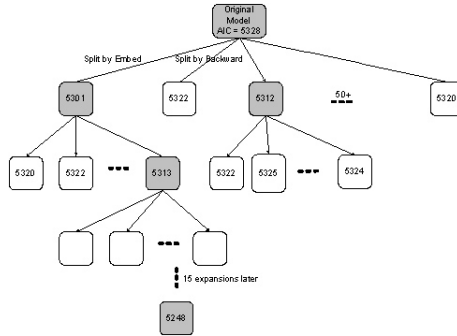 Original
Model
AIC = 5328
Split by Embed
Split by Backward
5301
5322
5312
50+
5320
5320
5322
5313
5322
5325
5324
15 expansions later
5248